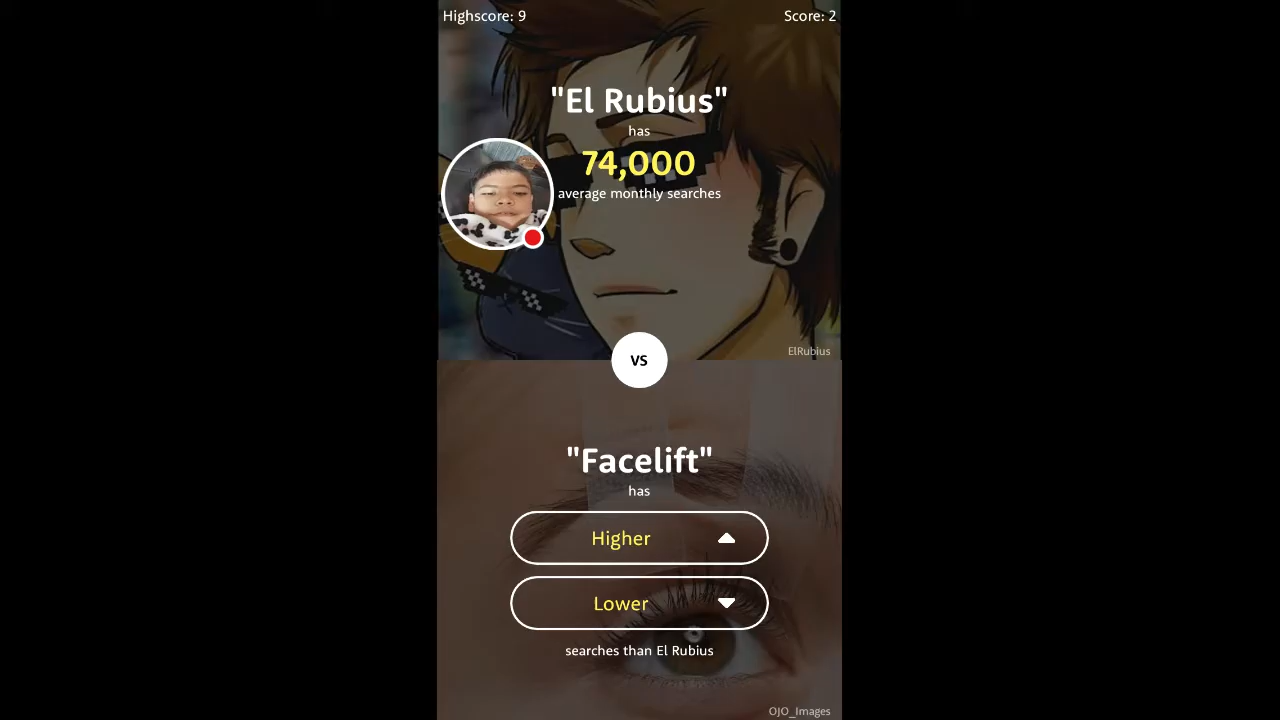 Highscore: 9
Score: 2
"El Rubius"
has
74,000
average monthly searches
ElRubius
VS
"Facelift"
has
Higher
Lower
searches than El Rubius
OJO_Images